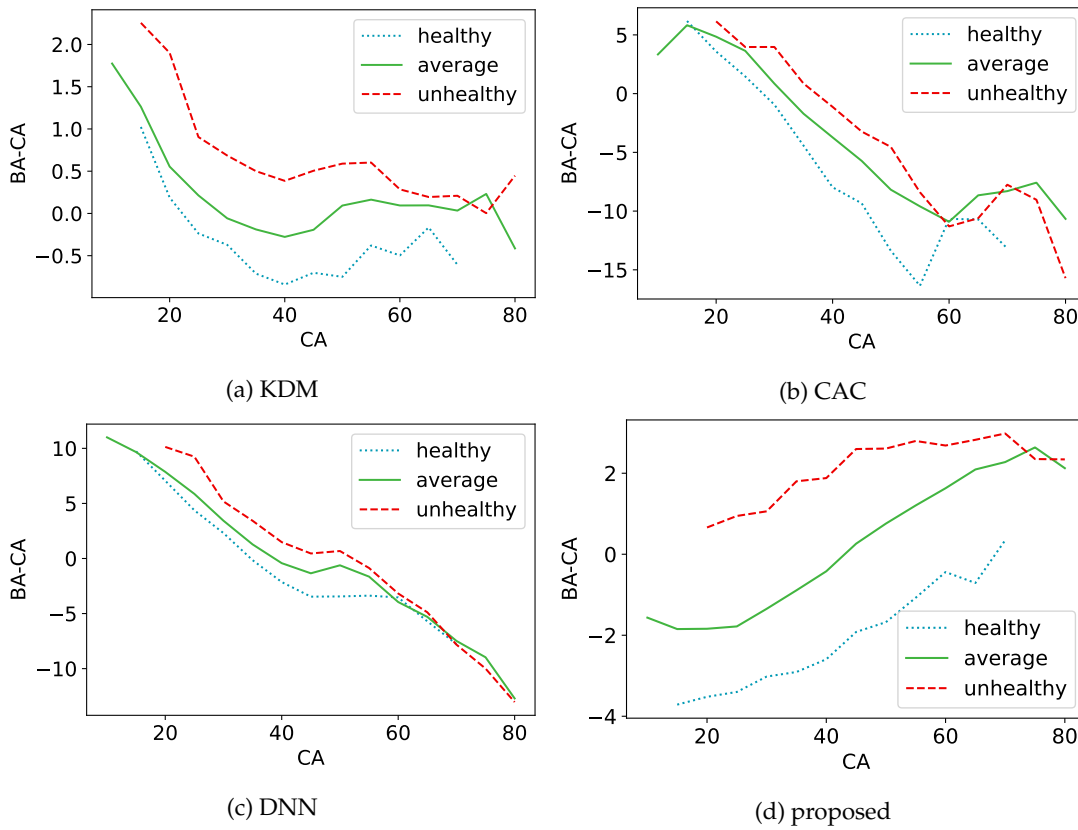 2.0
1.5
1.0
0.5
0.0
−0.5
BA-CA
20
40
60
80
CA
healthy
average
unhealthy
(a) KDM
5
0
−5
−10
−15
BA-CA
20
40
60
80
CA
healthy
average
unhealthy
(b) CAC
10
5
0
−5
−10
BA-CA
20
40
60
80
CA
healthy
average
unhealthy
(c) DNN
2
0
−2
−4
BA-CA
20
40
60
80
CA
healthy
average
unhealthy
(d) proposed